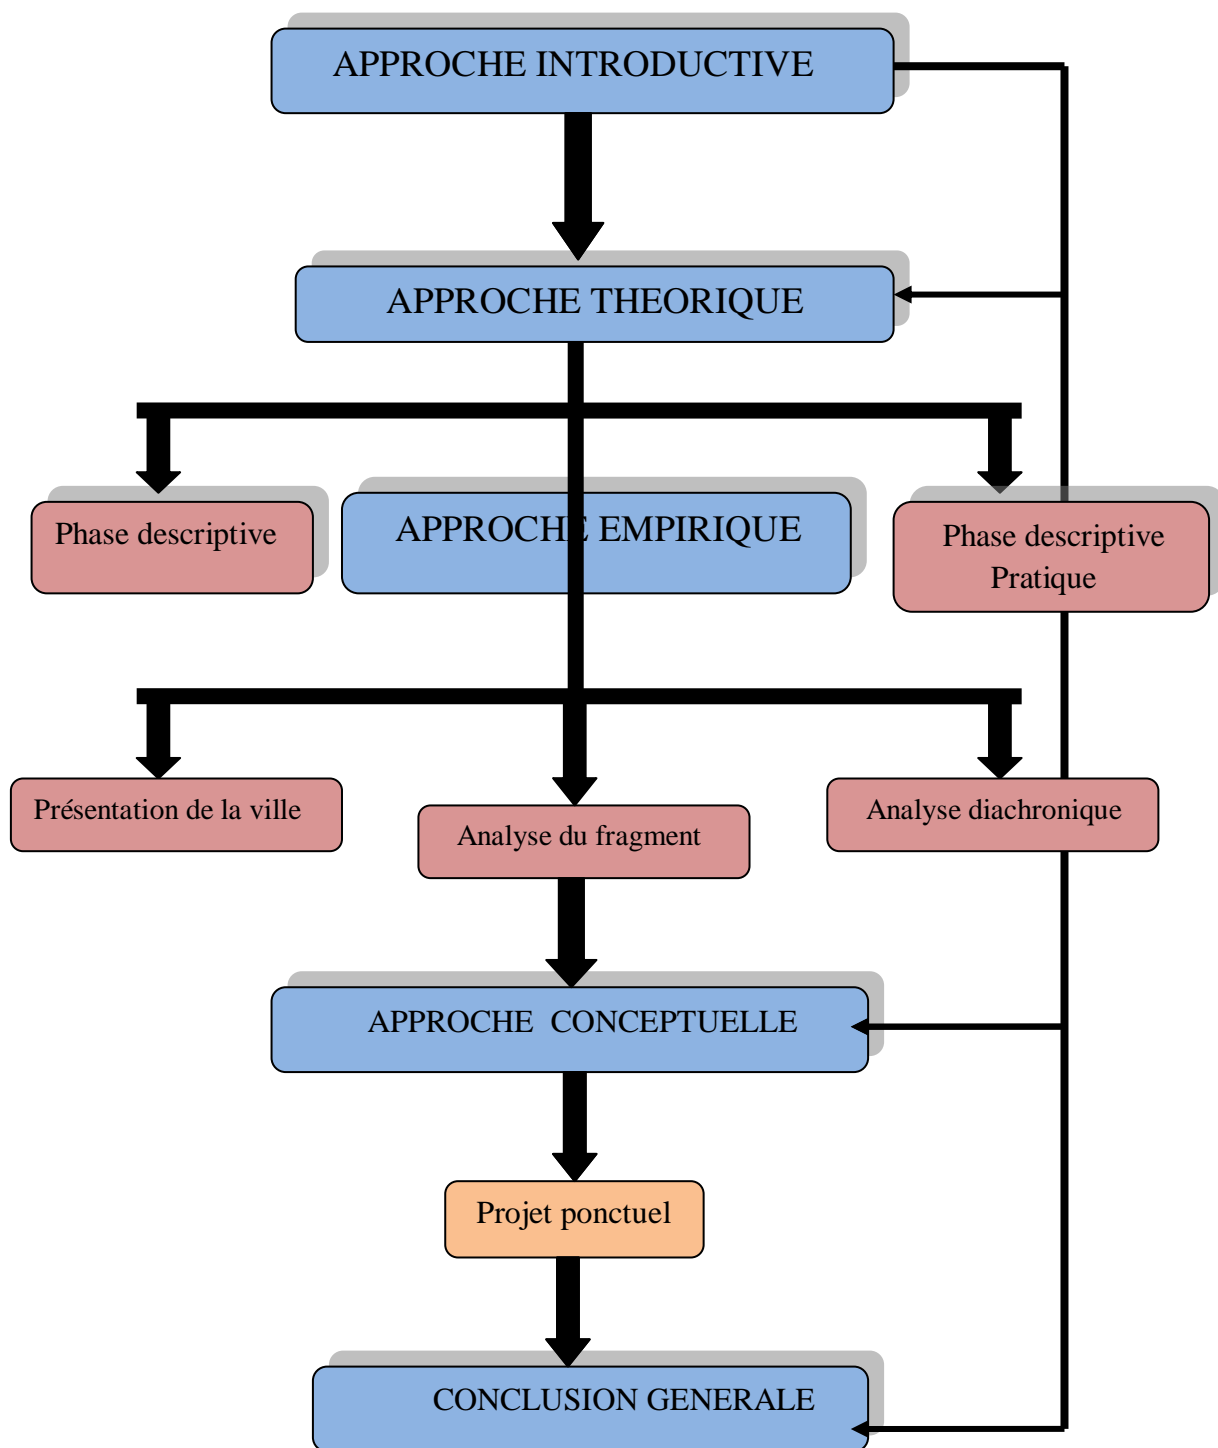 APPROCHE INTRODUCTIVE
APPROCHE THEORIQUE
Phase descriptive
APPROCHE EMPIRIQUE
Phase descriptive
Pratique
Présentation de la ville
Analyse du fragment
Analyse diachronique
APPROCHE CONCEPTUELLE
Projet ponctuel
CONCLUSION GENERALE